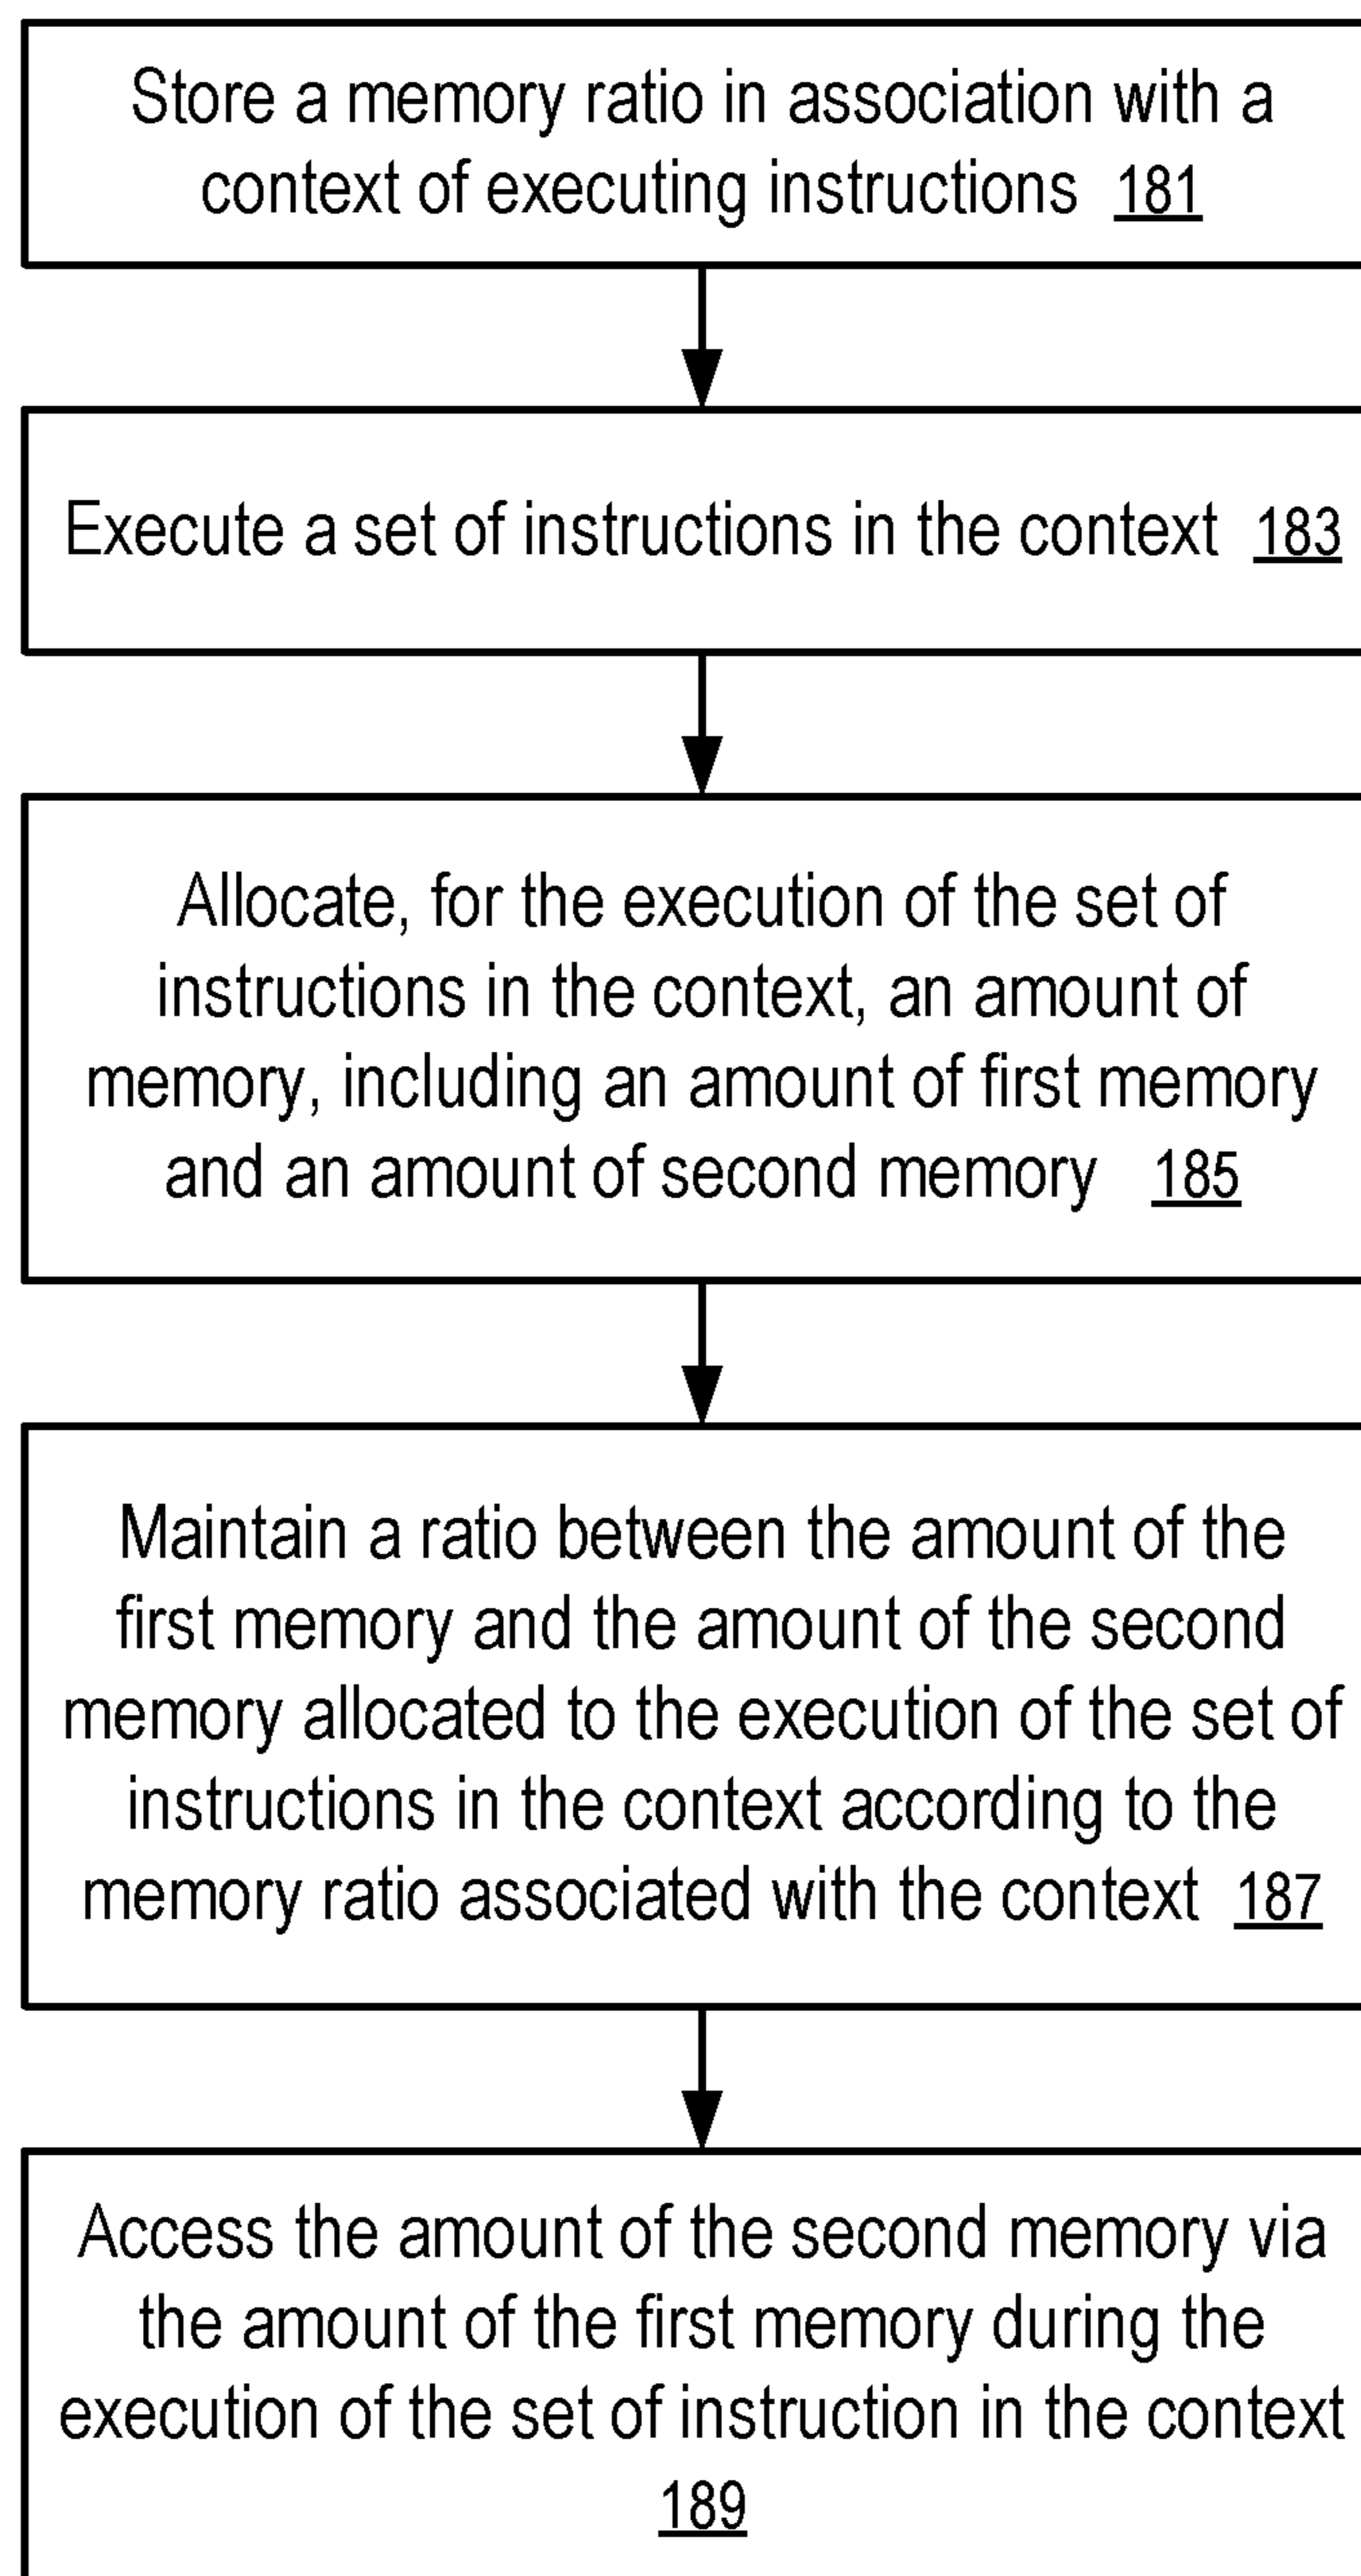 Store a memory ratio in association with a
context of executing instructions 181
Execute a set of instructions in the context 183
Allocate, for the execution of the set of
instructions in the context, an amount of
memory, including an amount of first memory
and an amount of second memory 185
Maintain a ratio between the amount of the
first memory and the amount of the second
memory allocated to the execution of the set of
instructions in the context according to the
memory ratio associated with the context 187
Access the amount of the second memory via
the amount of the first memory during the
execution of the set of instruction in the context
189